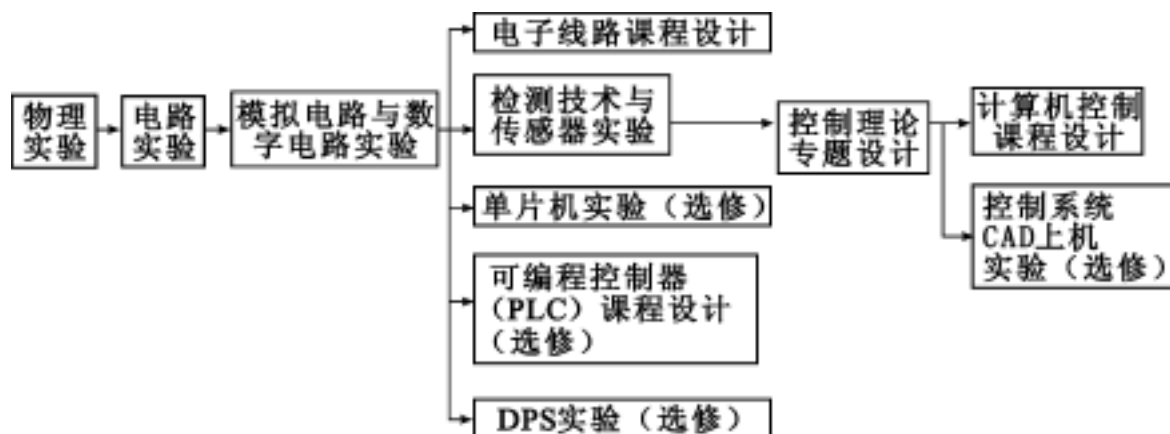 物理
实验
电路
实验
模拟电路与数
字电路实验
电子线路课程设计
检测技术与
传感器实验
单片机实验（选修）
可编程控制器
（PLC）课程设计
（选修）
DPS实验（选修）
控制理论
专题设计
计算机控制
课程设计
控制系统
CAD上机
实验（选修）